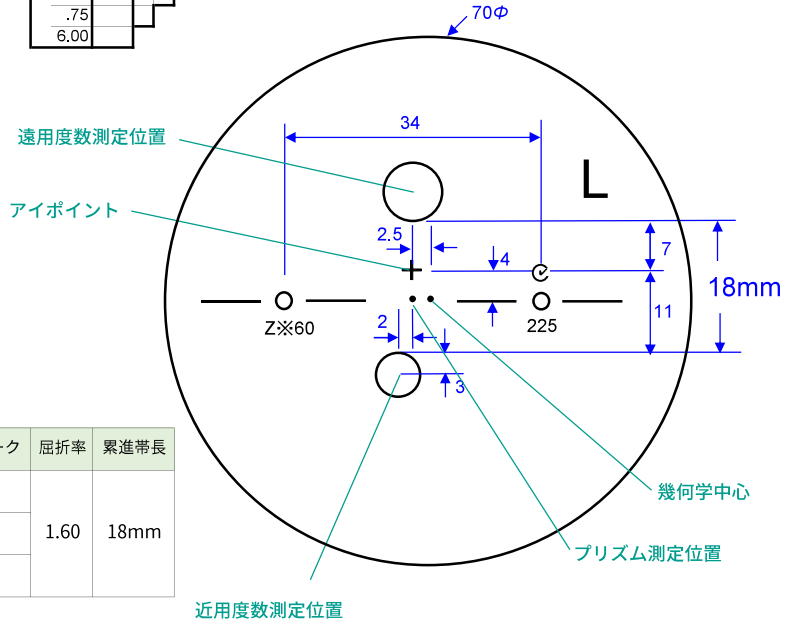 .75
6.00
70Φ
34
遠用度数測定位置
L
アイポイント
2.5
4
7
18mm
11
Z※60
225
2
3
幾何学中心
プリズム測定位置
近用度数測定位置
ーク 屈折率 累進帯長
1.60 18mm